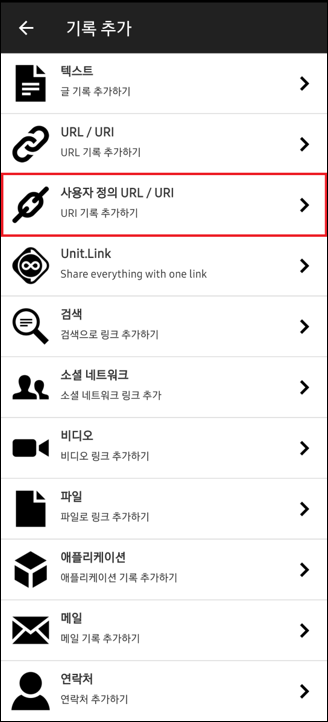 기록 추가
텍스트
글 기록 추가하기
URL / URI
URL 기록 추가하기
사용자 정의 URL / URI
URI 기록 추가하기
Unit.Link
Share everything with one link
검색
검색으로 링크 추가하기
소셜 네트워크
소셜 네트워크 링크 추가
비디오
비디오 링크 추가하기
파일
파일로 링크 추가하기
애플리케이션
애플리케이션 기록 추가하기
메일
메일 기록 추가하기
연락처
연락처 추가하기